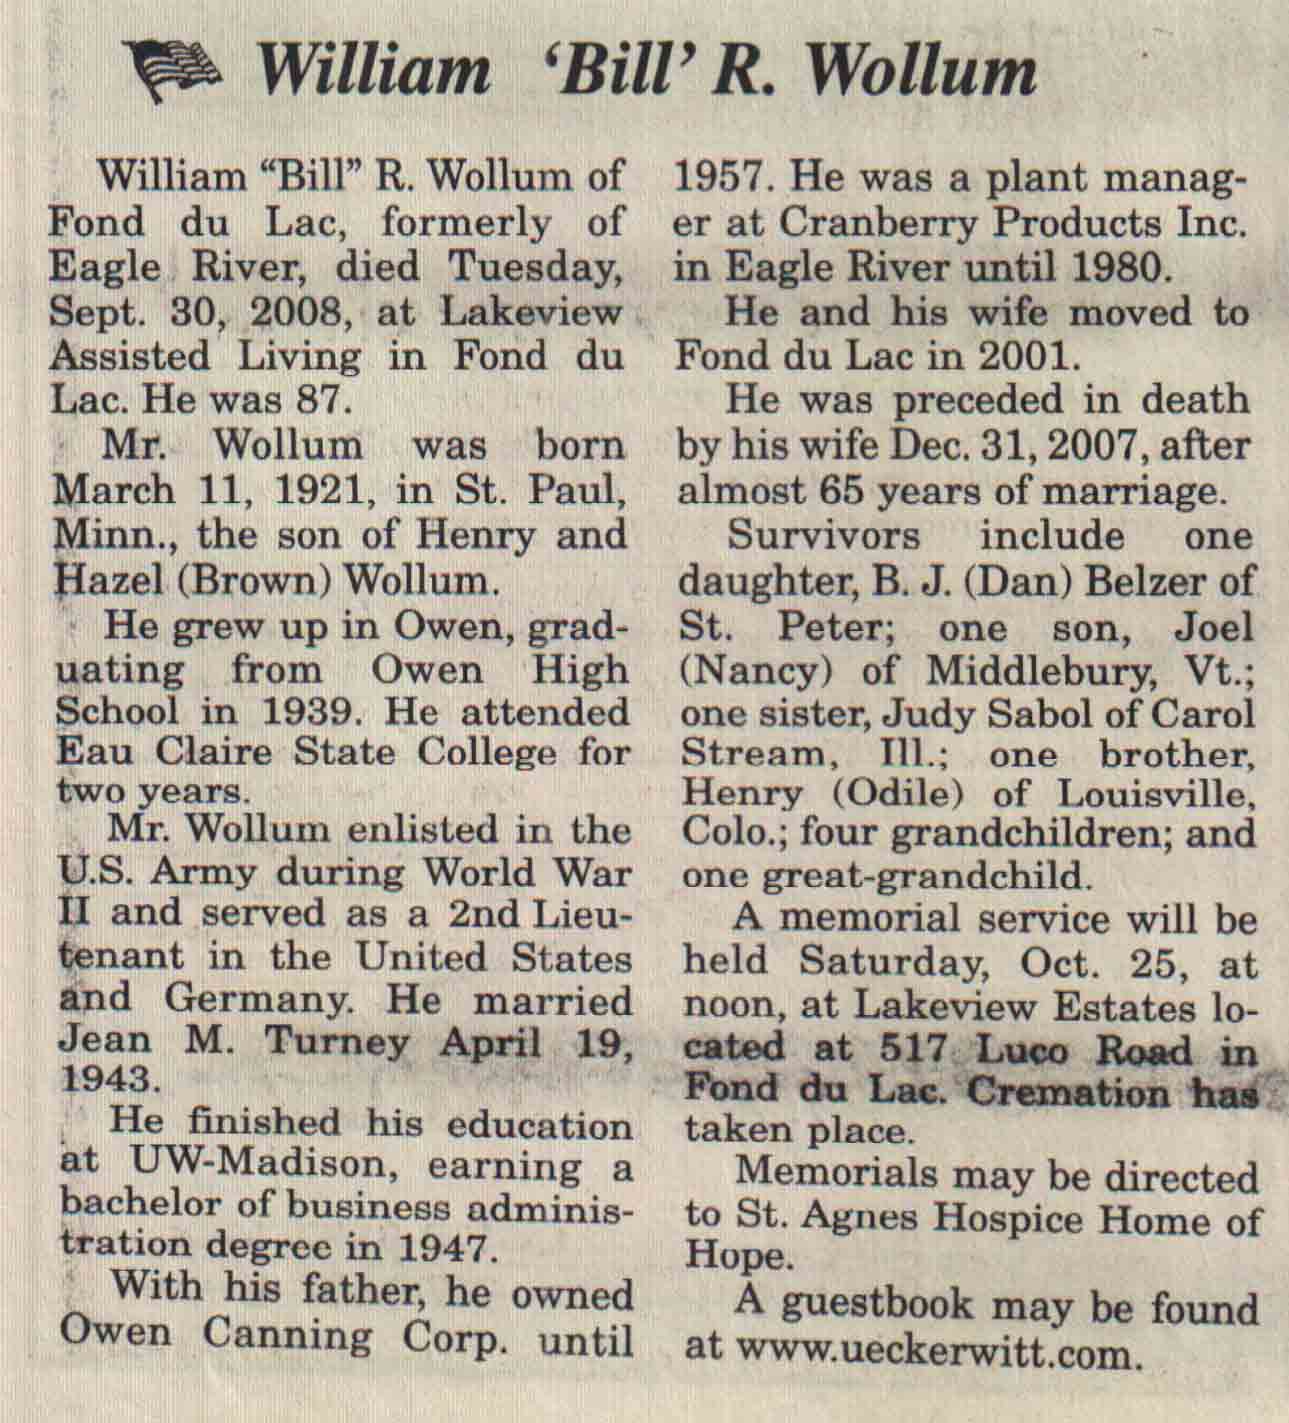 William 'Bill' R. Wollum
William “Bill” R. Wollum of
Fond du Lac, formerly of
Eagle River, died Tuesday,
Sept. 30, 2008, at Lakeview
Assisted Living in Fond du
Lac. He was 87.
Mr. Wollum was born
March 11, 1921, in St. Paul,
Minn., the son of Henry and
Hazel (Brown) Wollum.
He grew up in Owen, grad-
uating from Owen High
School in 1939. He attended
Eau Claire State College for
two years.
Mr. Wollum enlisted in the
U.S. Army during World War
II and served as a 2nd Lieu-
tenant in the United States
and Germany. He married
Jean M. Turney April 19,
1943.
He finished his education
at UW-Madison, earning a
bachelor of business adminis-
tration degree in 1947.
With his father, he owned
Owen Canning Corp. until
1957. He was a plant manag-
er at Cranberry Products Inc.
in Eagle River until 1980.
He and his wife moved to
Fond du Lac in 2001.
He was preceded in death
by his wife Dec. 31, 2007, after
almost 65 years of marriage.
Survivors include one
daughter, B. J. (Dan) Belzer of
St. Peter; one son, Joel
(Nancy) of Middlebury, Vt.;
one sister, Judy Sabol of Carol
Stream, Ill.; one brother,
Henry (Odile) of Louisville,
Colo.; four grandchildren; and
one great-grandchild.
A memorial service will be
held Saturday, Oct. 25, at
noon, at Lakeview Estates lo-
cated at 517 Luco Road in
Fond du Lac. Cremation has
taken place.
Memorials may be directed
to St. Agnes Hospice Home of
Hope.
A guestbook may be found
at www.ueckerwitt.com.